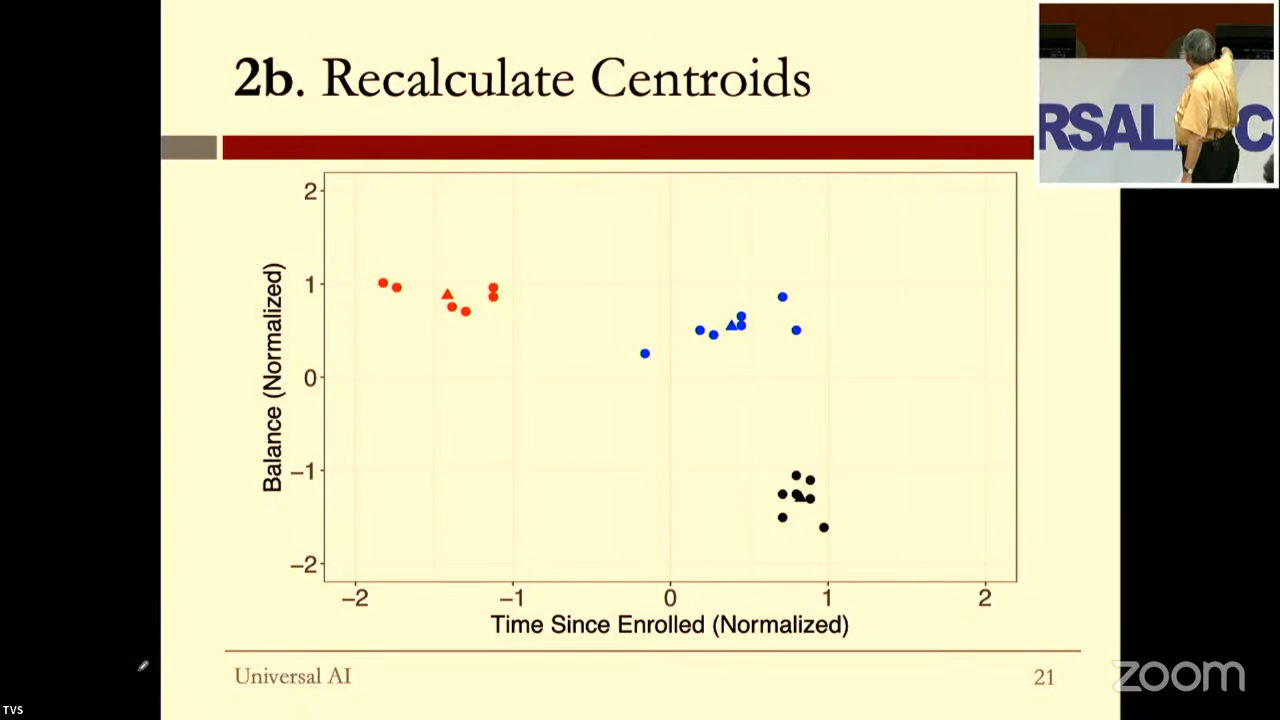 2b. Recalculate Centroids
RSAL
C
2
1
0
−1
−2
Balance (Normalized)
−2 −1 0 1 2
Time Since Enrolled (Normalized)
Universal AI
21
zoom
TVS